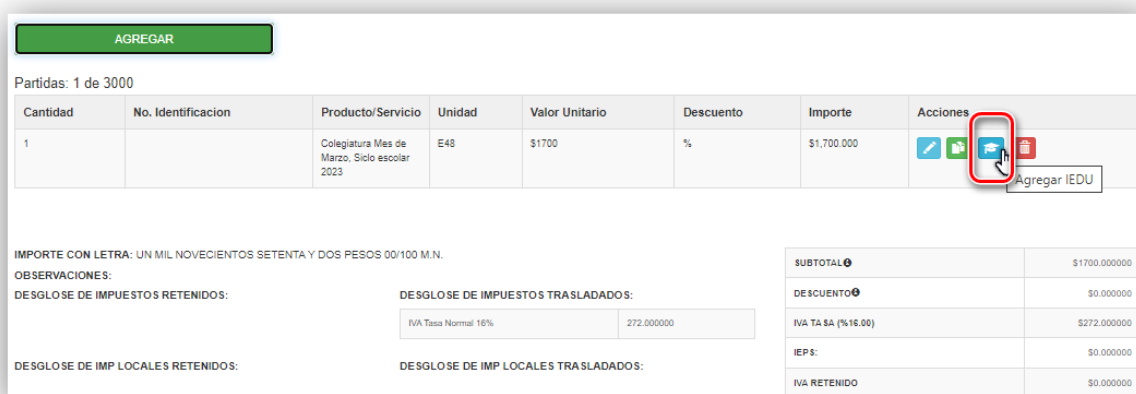 AGREGAR
Partidas: 1 de 3000
Cantidad No. Identificacion Producto/Servicio Unidad Valor Unitario Descuento Importe Acciones
1 Colegiatura Mes de E48 $1700 % $1,700.000
Marzo, Siclo escolar
2023
Agregar IEDU
IMPORTE CON LETRA: UN MIL NOVECIENTOS SETENTA Y DOS PESOS 00/100 M.N.
SUBTOTAL $1700.000000
OBSERVACIONES:
DESGLOSE DE IMPUESTOS RETENIDOS: DESGLOSE DE IMPUESTOS TRASLADADOS:
DESCUENTO $0.000000
IVA Tasa Normal 16% 272.000000
IVA TASA (%16.00) $272.000000
IEPS: $0.000000
DESGLOSE DE IMP LOCALES RETENIDOS: DESGLOSE DE IMP LOCALES TRASLADADOS:
IVA RETENIDO $0.000000